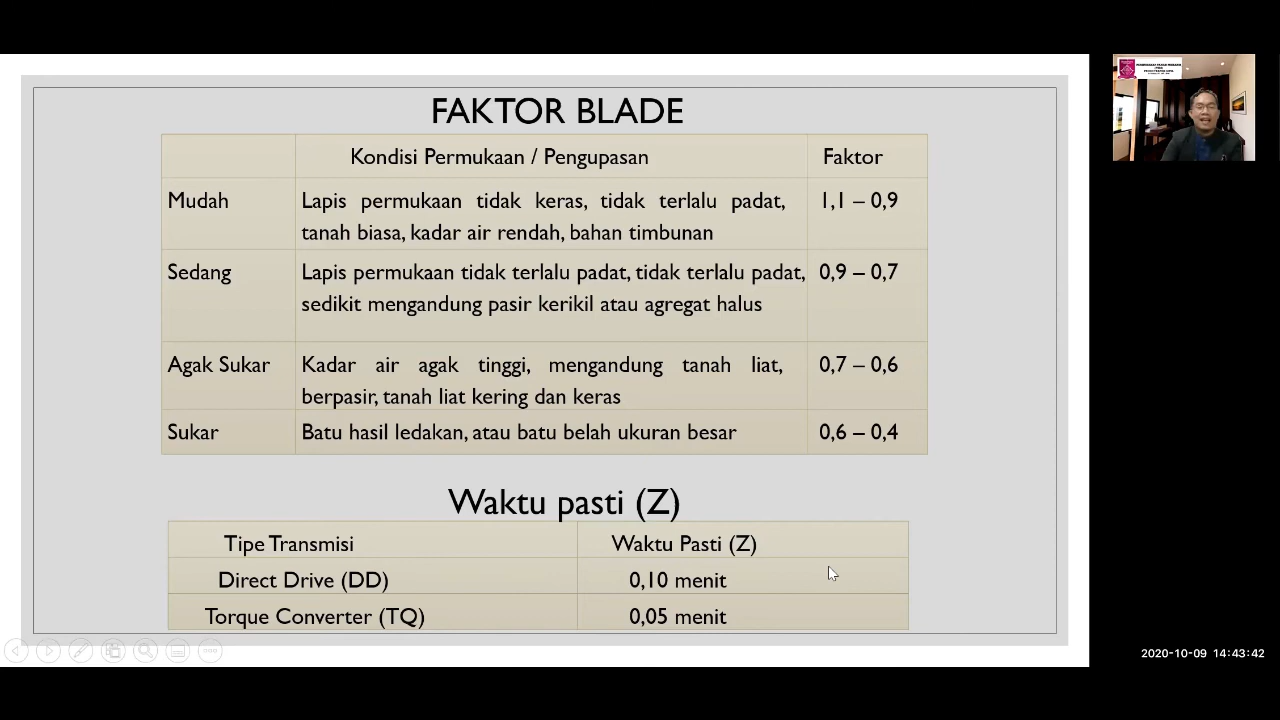 FAKTOR BLADE
Kondisi Permukaan / Pengupasan Faktor
Mudah Lapis permukaan tidak keras, tidak terlalu padat, 1,1 – 0,9
tanah biasa, kadar air rendah, bahan timbunan
Sedang Lapis permukaan tidak terlalu padat, tidak terlalu padat, 0,9 – 0,7
sedikit mengandung pasir kerikil atau agregat halus
Agak Sukar Kadar air agak tinggi, mengandung tanah liat, 0,7 – 0,6
berpasir, tanah liat kering dan keras
Sukar Batu hasil ledakan, atau batu belah ukuran besar 0,6 – 0,4
Waktu pasti (Z)
Tipe Transmisi Waktu Pasti (Z)
Direct Drive (DD) 0,10 menit
Torque Converter (TQ) 0,05 menit
2020-10-09 14:43:42